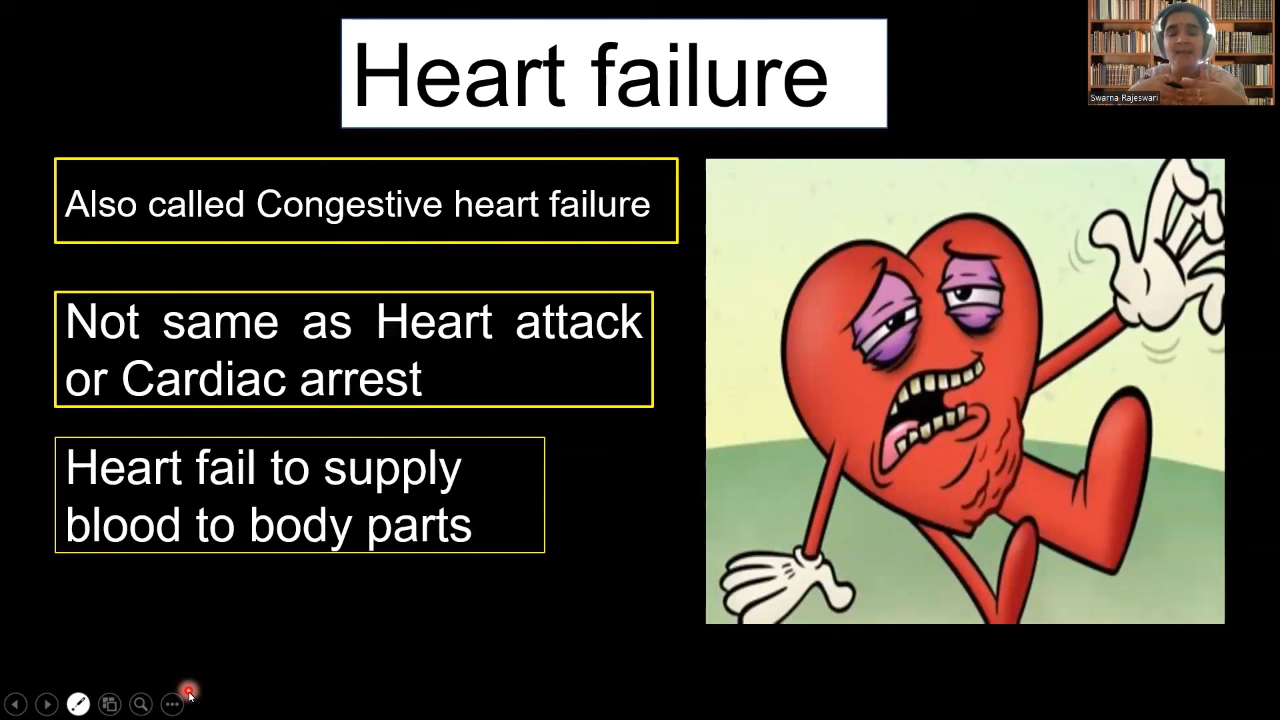 Heart failure
Swarna Rajeswari
Also called Congestive heart failure
Not same as Heart attack
or Cardiac arrest
Heart fail to supply
blood to body parts